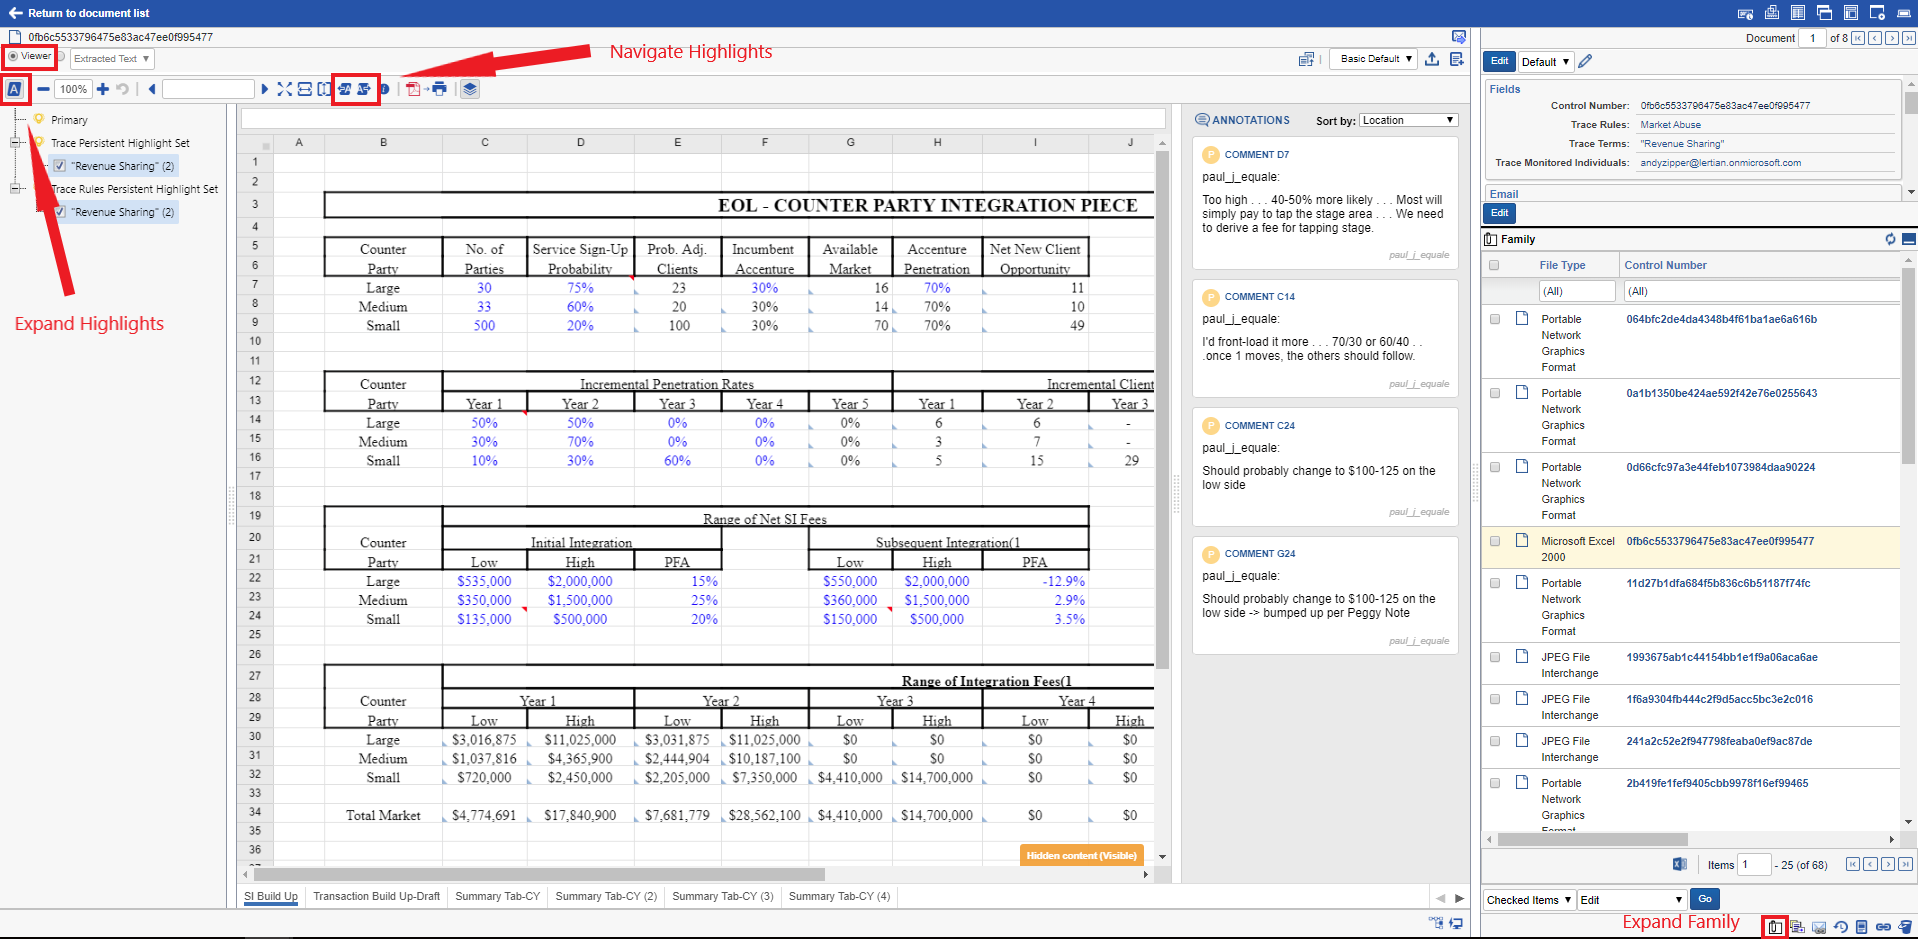 Return to document list
0fb6c5533796475e83ac47ee0f995477
Viewer
Extracted Text
100%
Navigate Highlights
Basic Default
Primary
Trace Persistent Highlight Set
"Revenue Sharing" (2)
Trace Rules Persistent Highlight Set
"Revenue Sharing" (2)
Expand Highlights
A B C D E F G H I J
1
2
3 EOL - COUNTER PARTY INTEGRATION PIECE
4
5 Counter No. of Service Sign-Up Prob. Adj. Incumbent Available Accenture Net New Client
6 Party Parties Probability Clients Accenture Market Penetration Opportunity
7 Large 30 75% 23 30% 16 70% 11
8 Medium 33 60% 20 30% 14 70% 10
9 Small 500 20% 100 30% 70 70% 49
10
11
12 Counter Incremental Penetration Rates Incremental Client
13 Party Year 1 Year 2 Year 3 Year 4 Year 5 Year 1 Year 2 Year 3
14 Large 50% 50% 0% 0% 0% 6 6 -
15 Medium 30% 70% 0% 0% 0% 3 7 -
16 Small 10% 30% 60% 0% 0% 5 15 29
17
18
19 Range of Net SI Fees
20 Counter Initial Integration Subsequent Integration(1
21 Party Low High PFA Low High PFA
22 Large $535,000 $2,000,000 15% $550,000 $2,000,000 -12.9%
23 Medium $350,000 $1,500,000 25% $360,000 $1,500,000 2.9%
24 Small $135,000 $500,000 20% $150,000 $500,000 3.5%
25
26
27 Range of Integration Fees(1
28 Counter Year 1 Year 2 Year 3 Year 4
29 Party Low High Low High Low High Low High
30 Large $3,016,875 $11,025,000 $3,031,875 $11,025,000 $0 $0 $0 $0
31 Medium $1,037,816 $4,365,900 $2,444,904 $10,187,100 $0 $0 $0 $0
32 Small $720,000 $2,450,000 $2,205,000 $7,350,000 $4,410,000 $14,700,000 $0 $0
33
34 Total Market $4,774,691 $17,840,900 $7,681,779 $28,562,100 $4,410,000 $14,700,000 $0 $0
35
36
Hidden content (Visible)
SI Build Up Transaction Build Up-Draft Summary Tab-CY Summary Tab-CY (2) Summary Tab-CY (3) Summary Tab-CY (4)
ANNOTATIONS Sort by: Location
P COMMENT D7
paul_j_equale:
Too high . . . 40-50% more likely . . . Most will
simply pay to tap the stage area . . . We need
to derive a fee for tapping stage.
paul_j_equale
P COMMENT C14
paul_j_equale:
I'd front-load it more . . . 70/30 or 60/40 . .
.once 1 moves, the others should follow.
paul_j_equale
P COMMENT C24
paul_j_equale:
Should probably change to $100-125 on the
low side
paul_j_equale
P COMMENT G24
paul_j_equale:
Should probably change to $100-125 on the
low side -> bumped up per Peggy Note
paul_j_equale
Document 1 of 8
Edit Default
Fields
Control Number: 0fb6c5533796475e83ac47ee0f995477
Trace Rules: Market Abuse
Trace Terms: "Revenue Sharing"
Trace Monitored Individuals: andyzipper@lertian.onmicrosoft.com
Email
Edit
Family
File Type Control Number
(All) (All)
Portable 064bfc2de4da4348b4f61ba1ae6a616b
Network
Graphics
Format
Portable 0a1b1350be424ae592f42e76e0255643
Network
Graphics
Format
Portable 0d66cfc97a3e44feb1073984daa90224
Network
Graphics
Format
Microsoft Excel 0fb6c5533796475e83ac47ee0f995477
2000
Portable 11d27b1dfa684f5b836c6b51187f74fc
Network
Graphics
Format
JPEG File 1993675ab1c44154bb1e1f9a06aca6ae
Interchange
JPEG File 1f6a9304fb444c2f9d5acc5bc3e2c016
Interchange
JPEG File 241a2c52e2f947798feaba0ef9ac87de
Interchange
Portable 2b419fe1fef9405cbb9978f16ef99465
Network
Graphics
Format
Items 1 - 25 (of 68)
Checked Items Edit Go
Expand Family